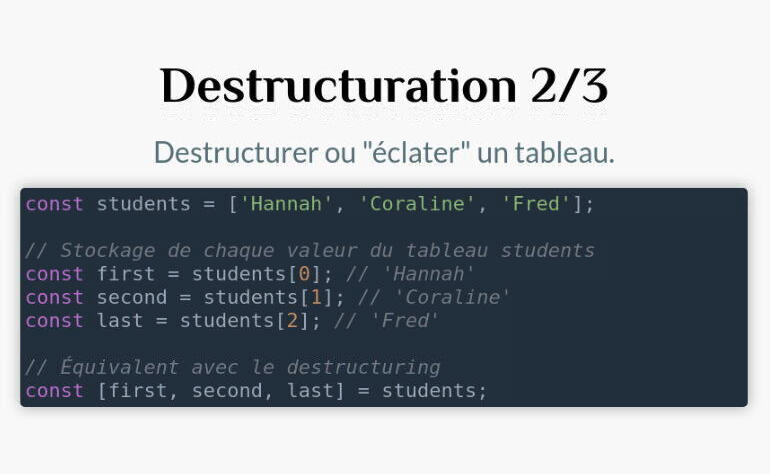 Destructuration 2/3
Destructurer ou "éclater" un tableau.
const students = ['Hannah', 'Coraline', 'Fred'];
// Stockage de chaque valeur du tableau students
const first = students[0]; // 'Hannah'
const second = students[1]; // 'Coraline'
const last = students[2]; // 'Fred'
// Équivalent avec le destructuring
const [first, second, last] = students;